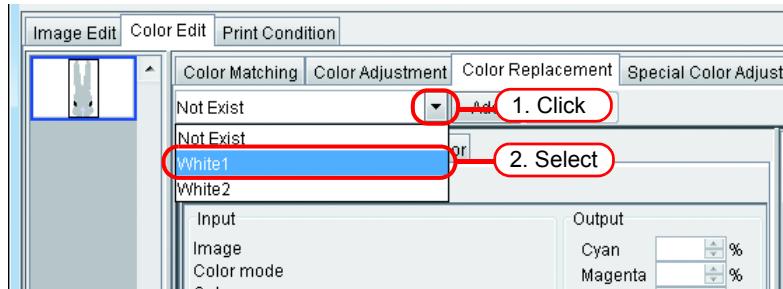 Image Edit Color Edit Print Condition
Color Matching Color Adjustment Color Replacement Special Color Adjust
Not Exist 1. Click
Not Exist
White1 2. Select
White2
Input Output
Image Cyan %
Color mode Magenta %